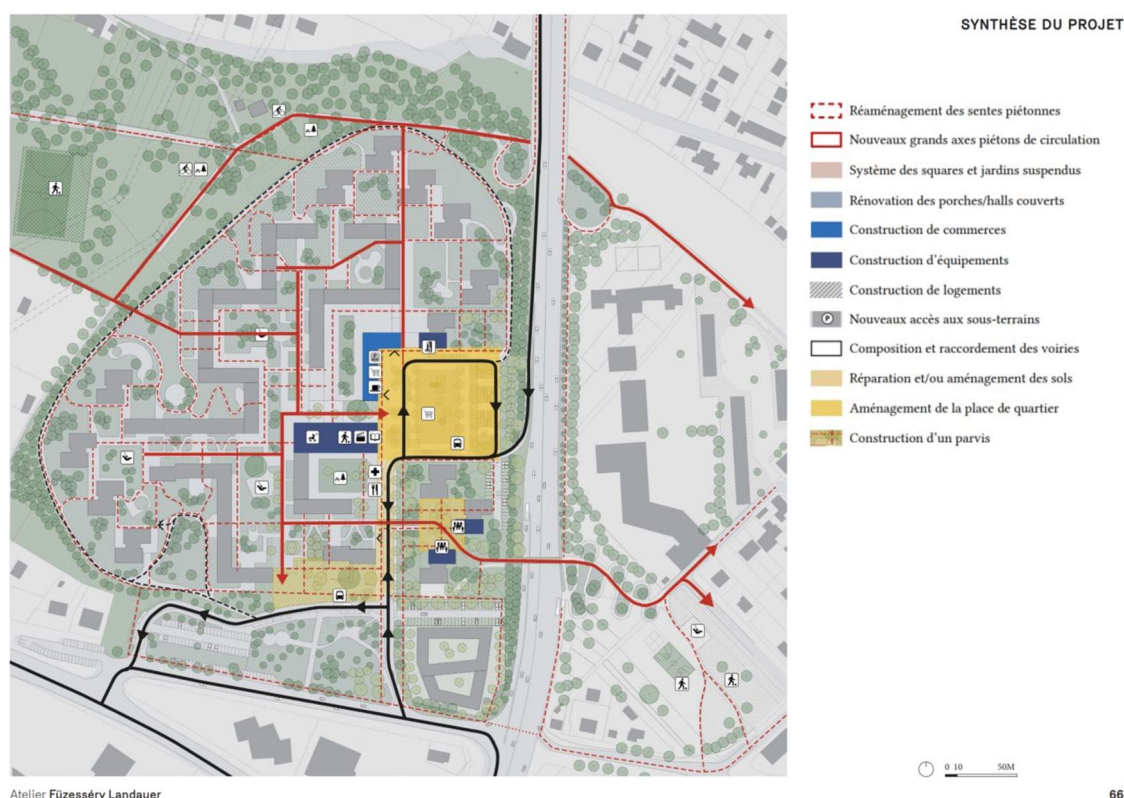 SYNTHÈSE DU PROJET
Réaménagement des sentes piétonnes
Nouveaux grands axes piétons de circulation
Système des squares et jardins suspendus
Rénovation des porches/halls couverts
Construction de commerces
Construction d'équipements
Construction de logements
P
Nouveaux accès aux sous-terrains
Composition et raccordement des voiries
Réparation et/ou aménagement des sols
Aménagement de la place de quartier
Construction d'un parvis
0 10 50M
Atelier Füzesséry Landauer
66